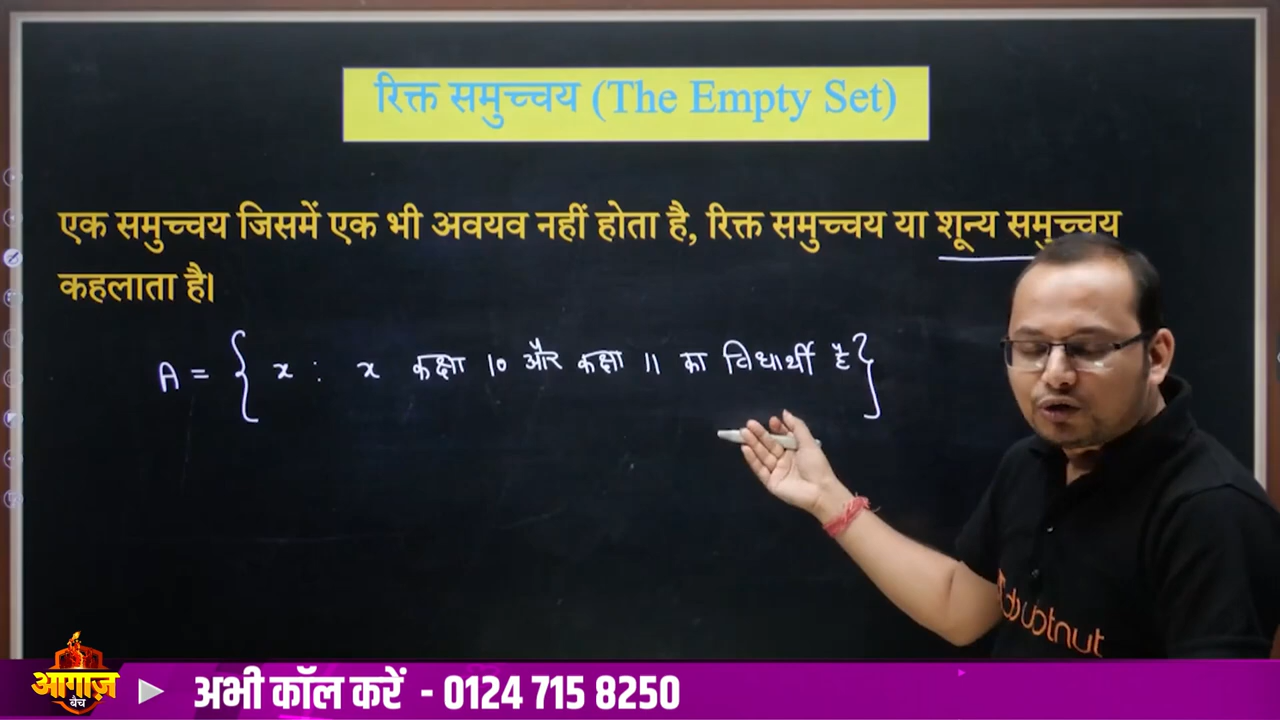 रिक्त समुच्चय (The Empty Set)
एक समुच्चय जिसमें एक भी अवयव नहीं होता है, रिक्त समुच्चय या शून्य समुच्चय
कहलाता है।
A = { x : x कक्षा 10 और कक्षा 11 का विद्यार्थी है }
doubtnut
आगाज़
बैच
अभी कॉल करें - 0124 715 8250